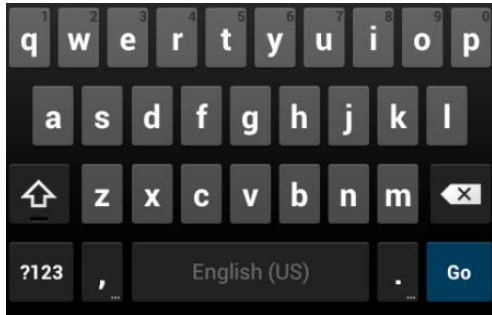 1 2 3 4 5 6 7 8 9 0
q w e r t y u i o p
a s d f g h j k l
z x c v b n m
?123 , ... English (US) . ... Go